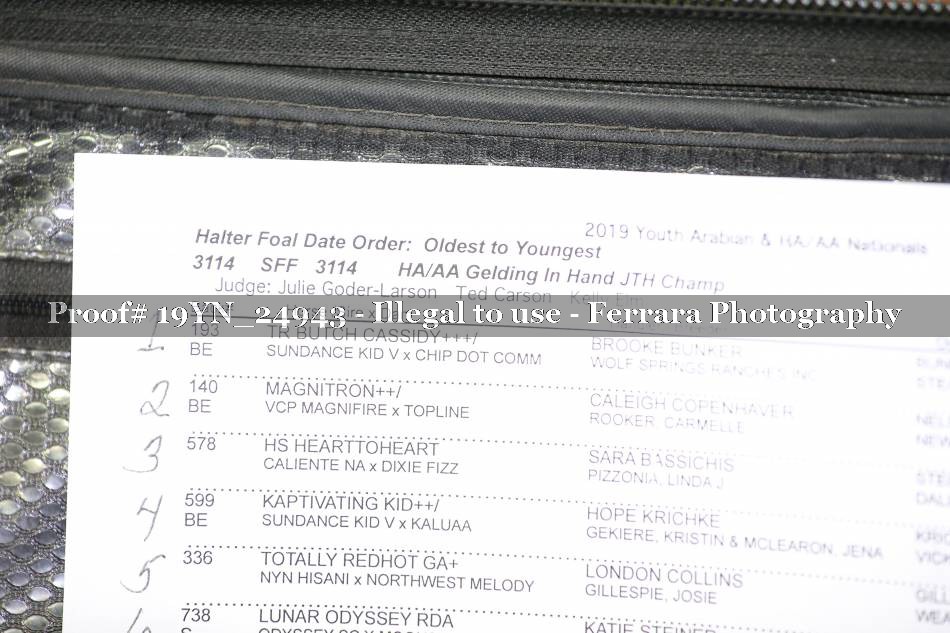 2019 Youth Arabian & HA/AA Nationals
Halter Foal Date Order: Oldest to Youngest
3114 SFF 3114 HA/AA Gelding In Hand JTH Champ
Judge: Julie Goder-Larson Ted Carson Kelly Elm
Proof# 19YN_24943 - Illegal to use - Ferrara Photography
1 193 TR BUTCH CASSIDY+++/ BROOKE BUNKER
BE SUNDANCE KID V x CHIP DOT COMM WOLF SPRINGS RANCHES INC
2 140 MAGNITRON++/ CALEIGH COPENHAVER
BE VCP MAGNIFIRE x TOPLINE ROOKER, CARMELLE
3 578 HS HEARTTOHEART SARA BASSICHIS
CALIENTE NA x DIXIE FIZZ PIZZONIA, LINDA J
4 599 KAPTIVATING KID++/ HOPE KRICHKE
BE SUNDANCE KID V x KALUAA GEKIERE, KRISTIN & MCLEARON, JENA
5 336 TOTALLY REDHOT GA+ LONDON COLLINS
NYN HISANI x NORTHWEST MELODY GILLESPIE, JOSIE
738 LUNAR ODYSSEY RDA KATIE STEINER